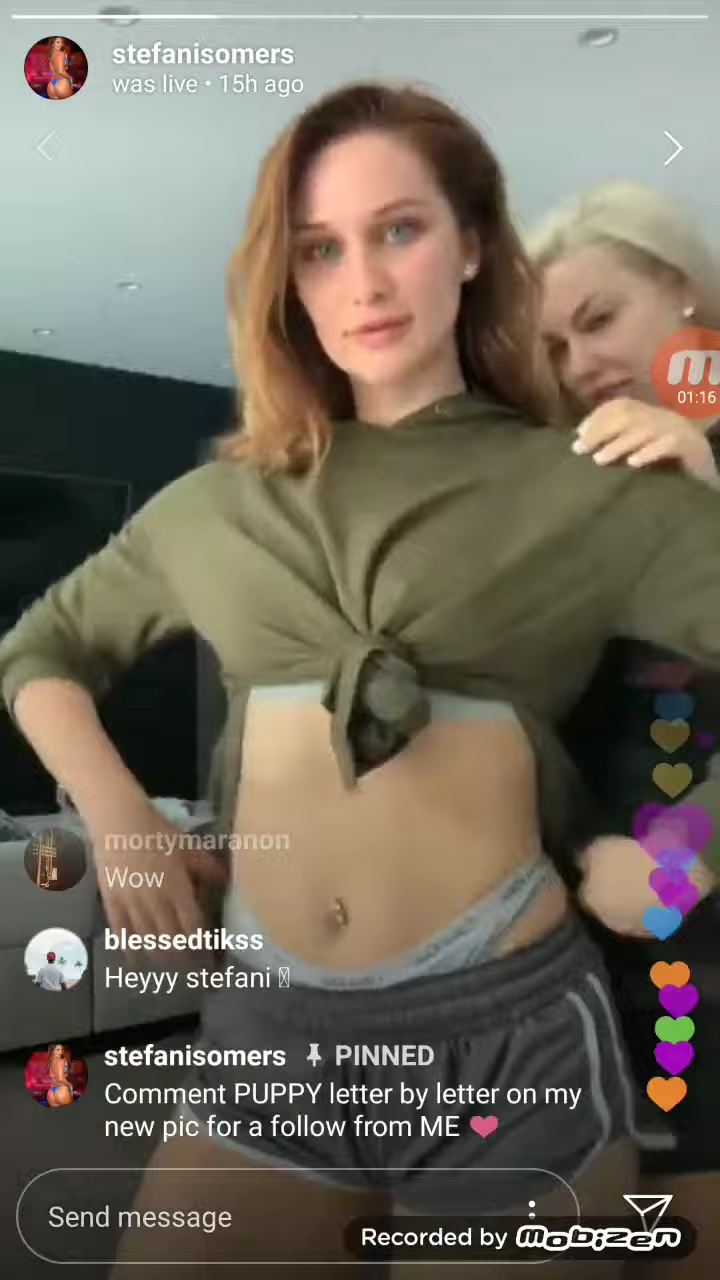 stefanisomers
was live • 15h ago
01:16
mortymaranon
Wow
blessedtikss
Heyyy stefani
stefanisomers PINNED
Comment PUPPY letter by letter on my
new pic for a follow from ME ❤
Send message
Recorded by mobizen